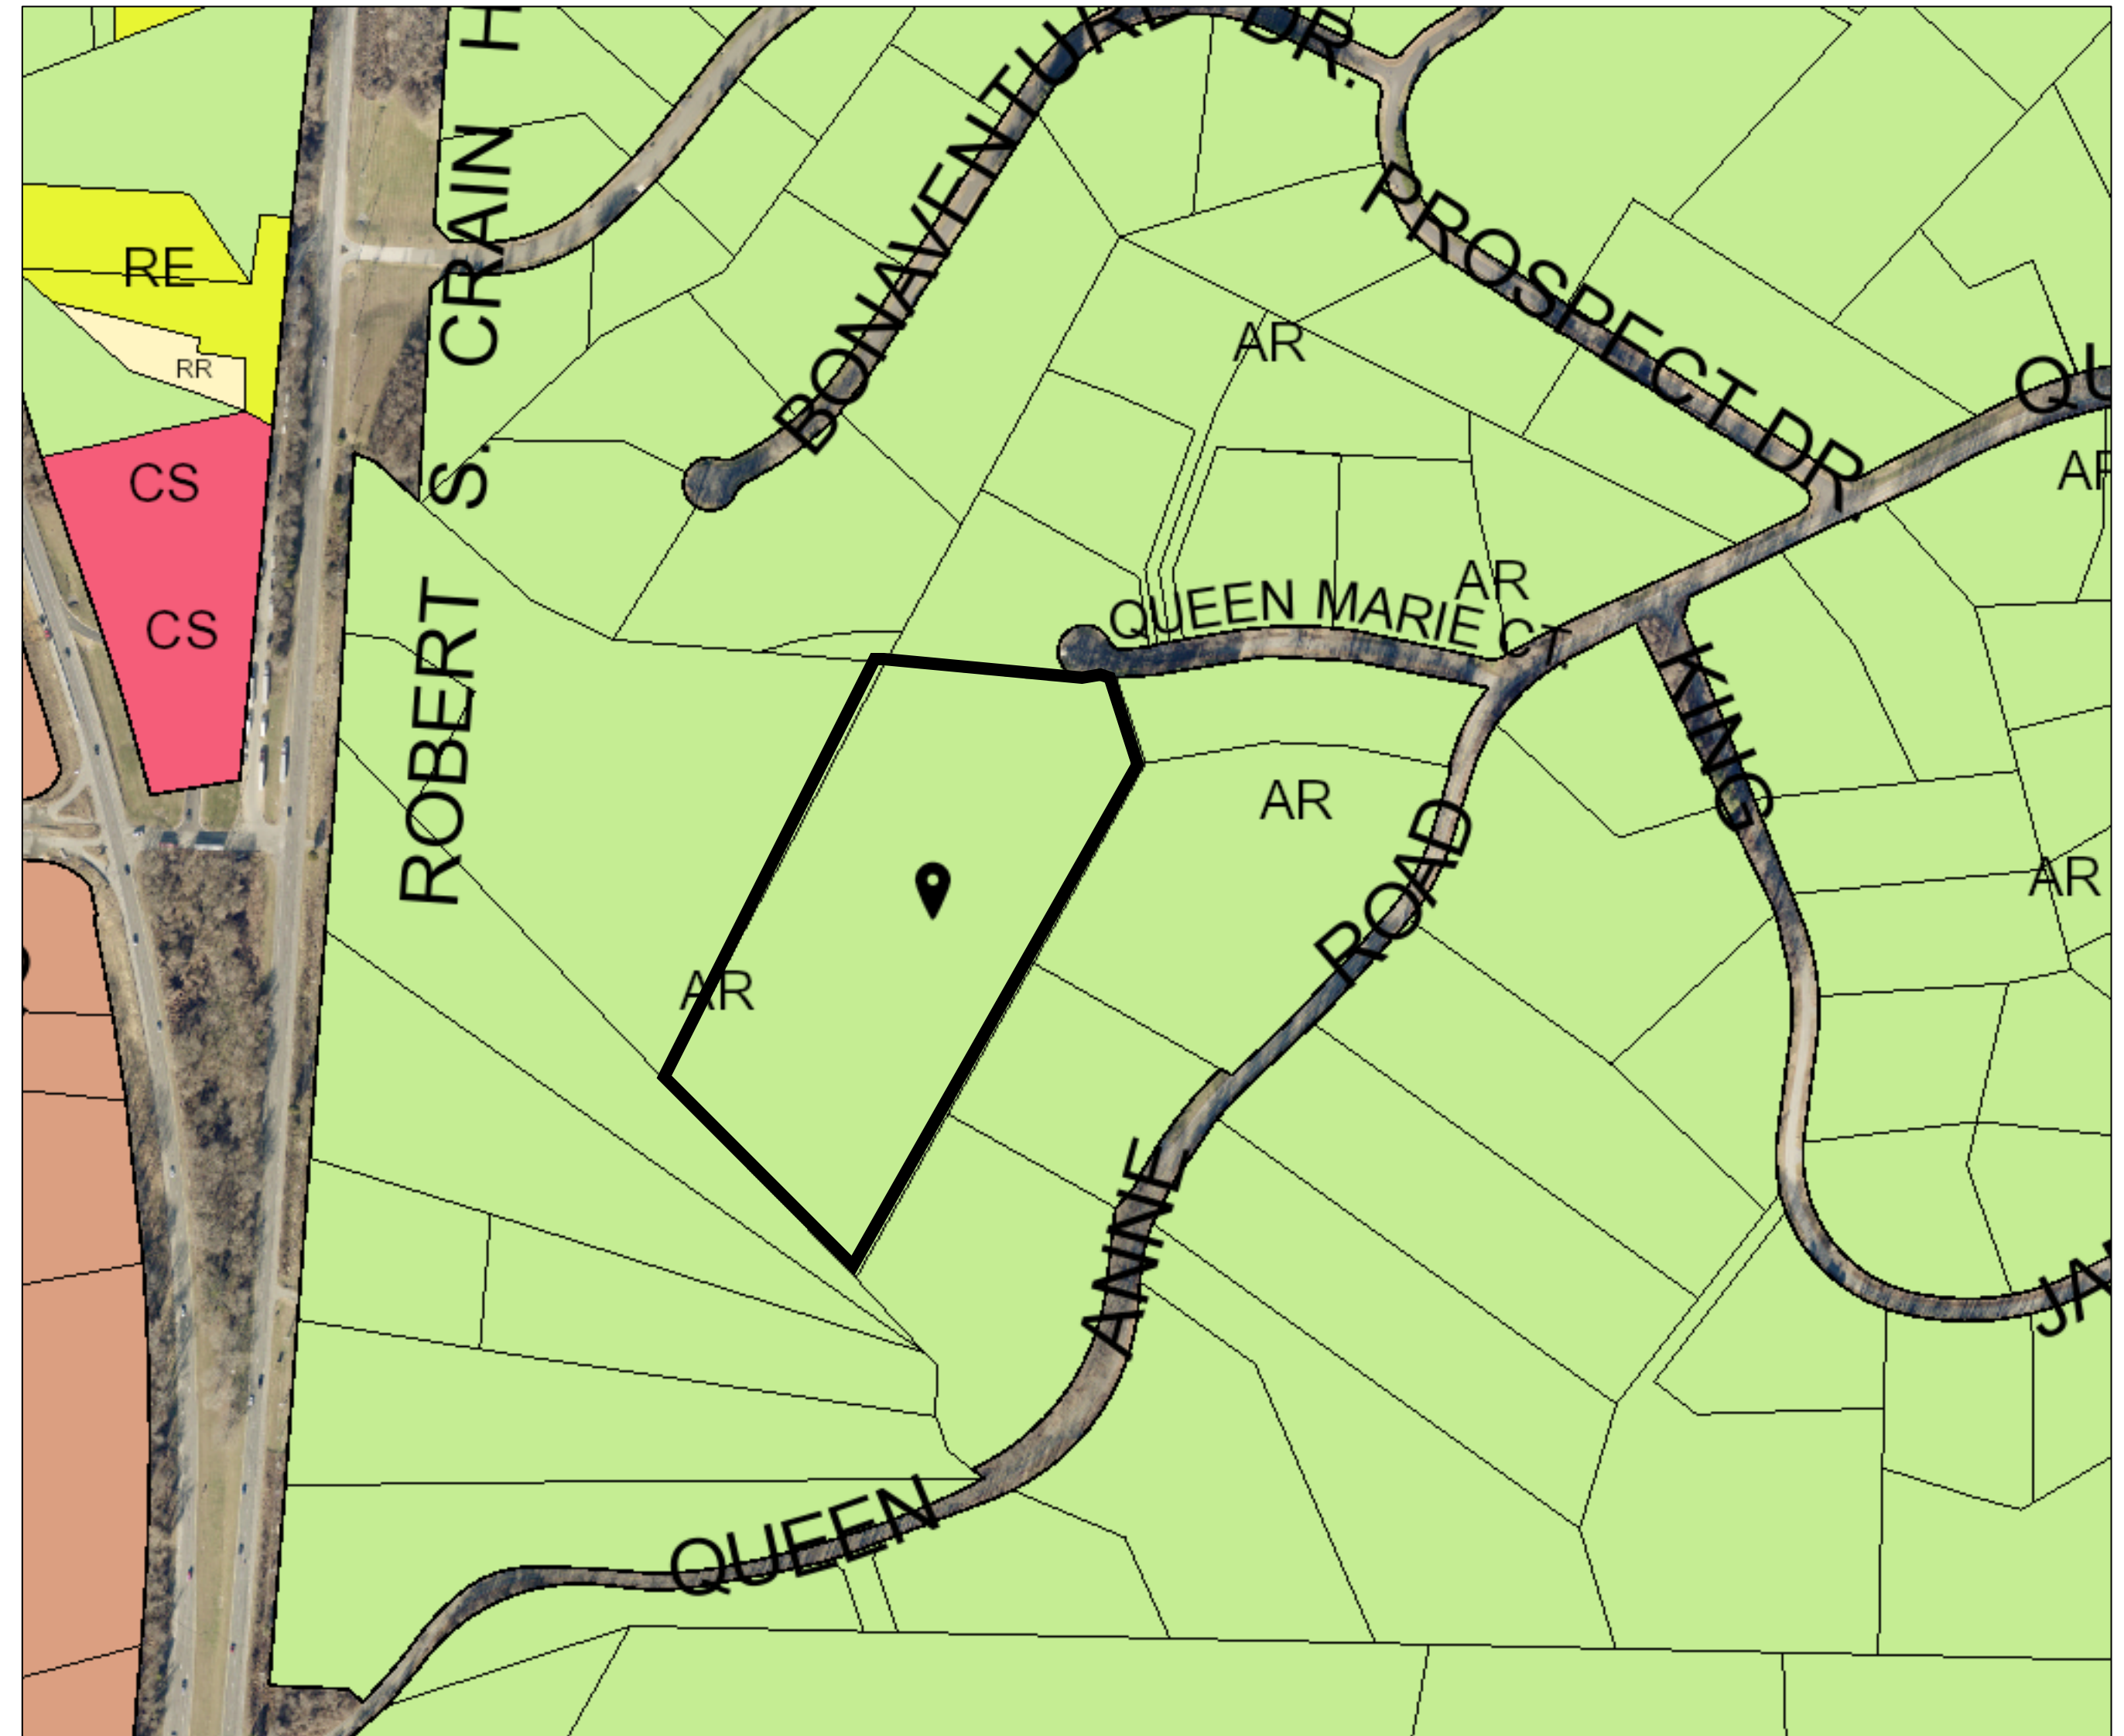 BONAVENTURE DR.
PROSPECT DR.
ROBERT S. CRAIN H
RE
RR
CS
CS
AR
AR
QU
AR
QUEEN MARIE CT.
KING
AR
AR
AR
QUEEN ANNE ROAD
JA